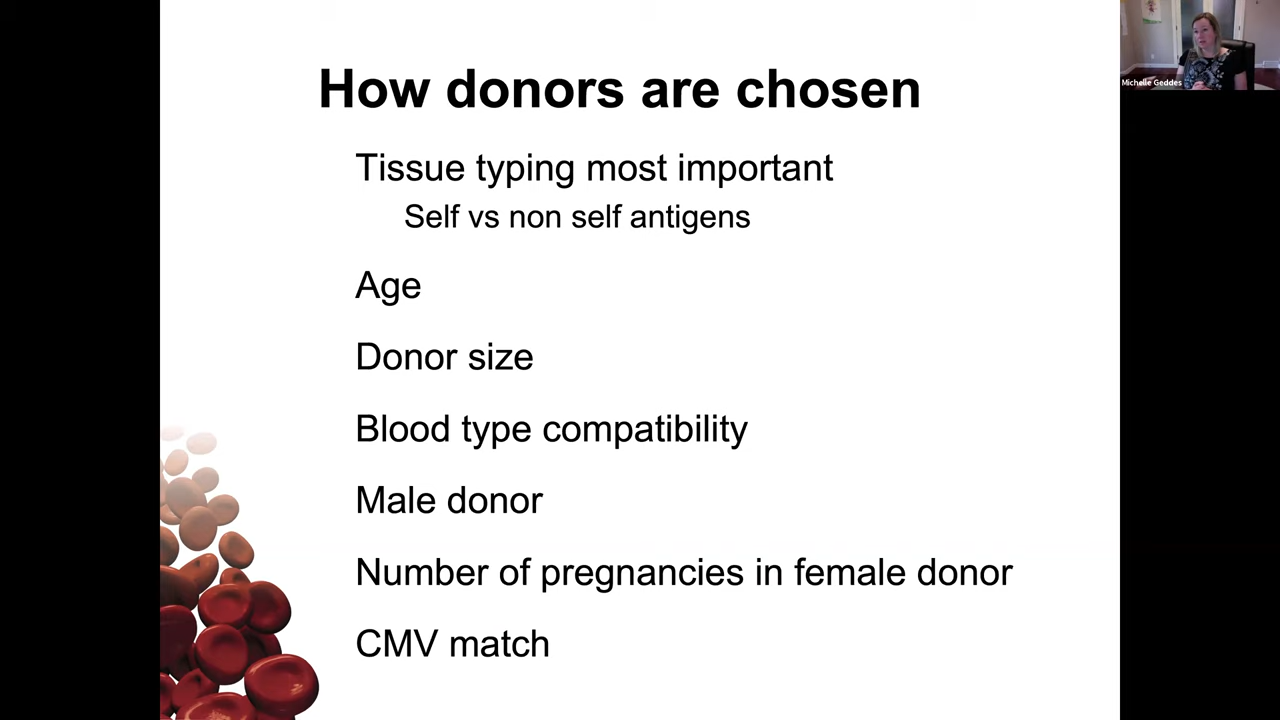 How donors are chosen
Tissue typing most important
Self vs non self antigens
Age
Donor size
Blood type compatibility
Male donor
Number of pregnancies in female donor
CMV match
Michelle Geddes